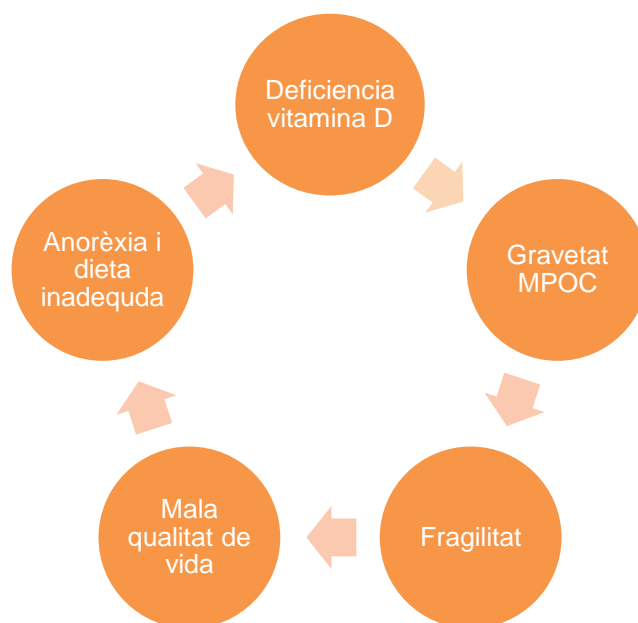 Deficiencia
vitamina D
Gravetat
MPOC
Fragilitat
Mala
qualitat de
vida
Anorèxia i
dieta
inadequda